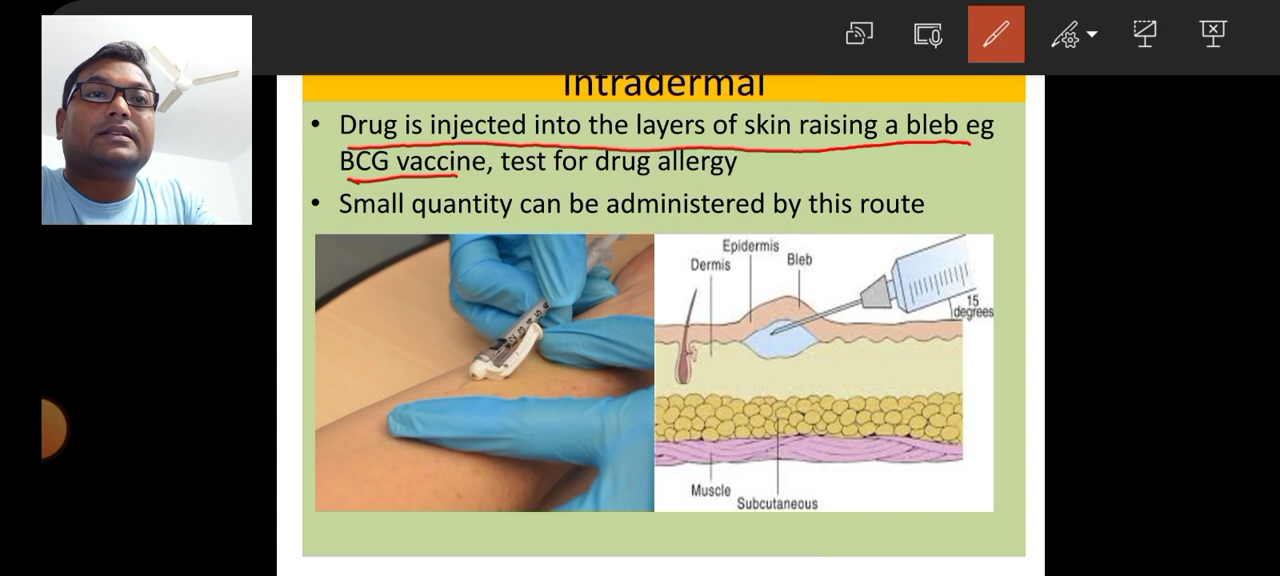 Intradermal
• Drug is injected into the layers of skin raising a bleb eg
BCG vaccine, test for drug allergy
• Small quantity can be administered by this route
Epidermis
Dermis
Bleb
15
degrees
Muscle
Subcutaneous